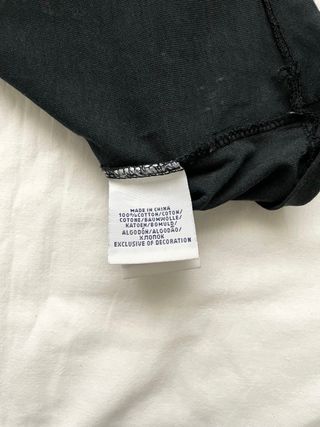 MADE IN CHINA
100%COTTON/COTON/
COTONE/BAUMWOLLE/
KATOEN/BOMULD/
ALGODÓN/ALGODÃO/
ХЛОПОК
EXCLUSIVE OF DECORATION